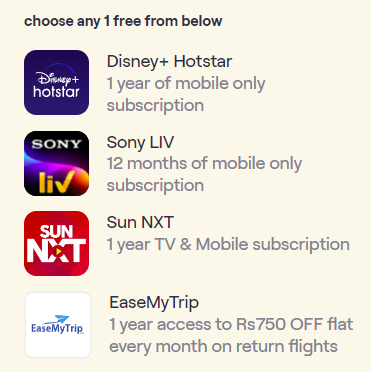 choose any 1 free from below
Disney+ Hotstar
1 year of mobile only
subscription
Disney+
hotstar
Sony LIV
12 months of mobile only
subscription
SONY
liv
Sun NXT
1 year TV & Mobile subscription
SUN
NXT
EaseMyTrip
1 year access to Rs750 OFF flat
every month on return flights
EaseMyTrip